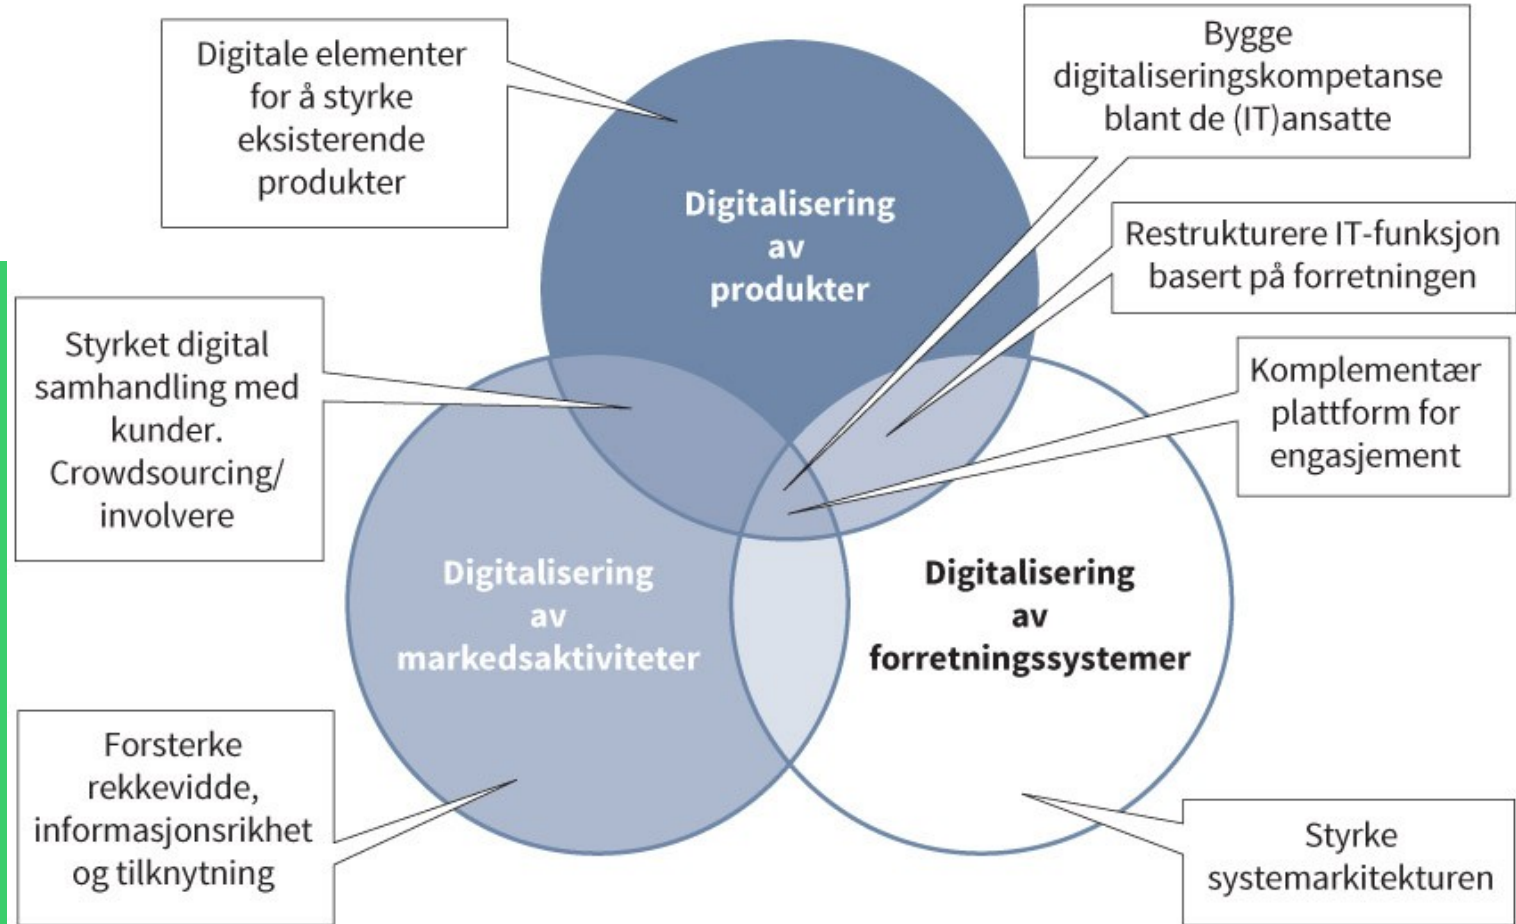 Digitale elementer
for å styrke
eksisterende
produkter
Bygge
digitaliseringskompetanse
blant de (IT)ansatte
Digitalisering
av
produkter
Restrukturere IT-funksjon
basert på forretningen
Styrket digital
samhandling med
kunder.
Crowdsourcing/
involvere
Komplementær
plattform for
engasjement
Digitalisering
av
markedsaktiviteter
Digitalisering
av
forretningssystemer
Forsterke
rekkevidde,
informasjonsrikhet
og tilknytning
Styrke
systemarkitekturen